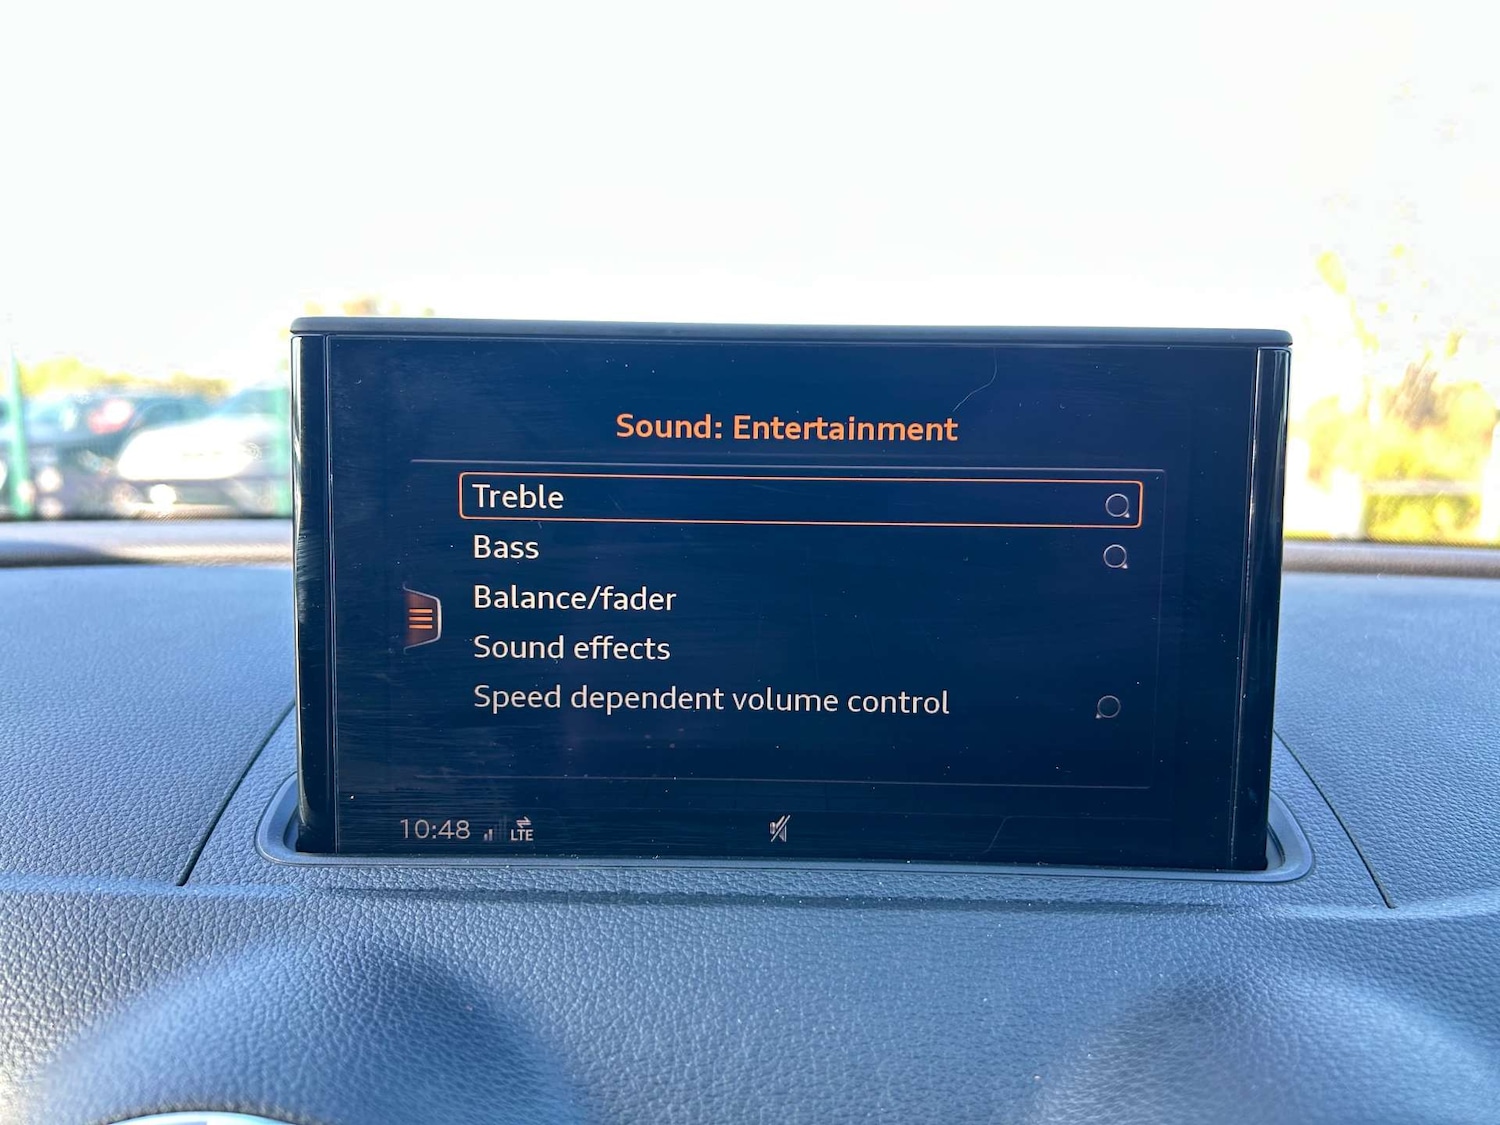 Sound: Entertainment
Treble
Bass
Balance/fader
Sound effects
Speed dependent volume control
10:48 LTE